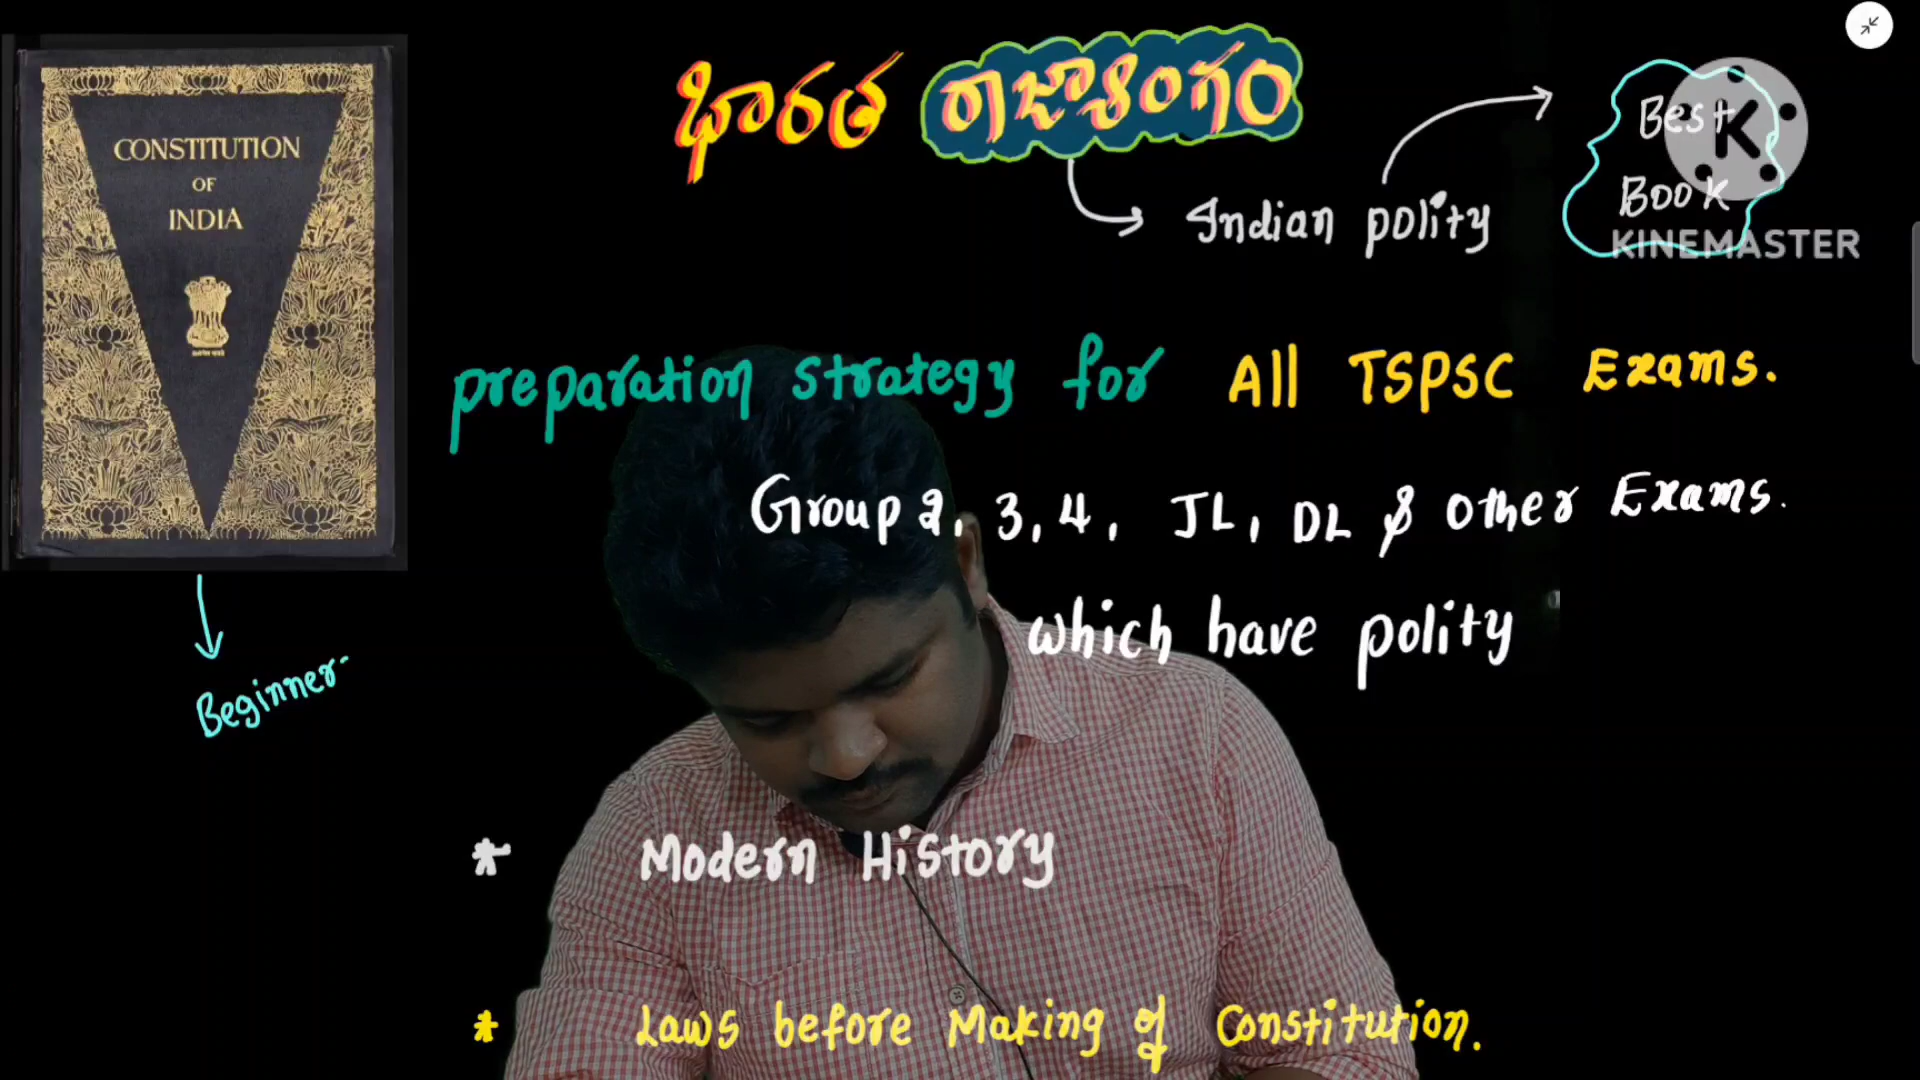 భారత రాజ్యాంగం
Best
Book
K
KINEMASTER
Indian polity
CONSTITUTION
OF
INDIA
preparation strategy for All TSPSC Exams.
Group 2, 3, 4, JL, DL & Other Exams.
which have polity
Beginner
* Modern History
* Laws before Making of Constitution.